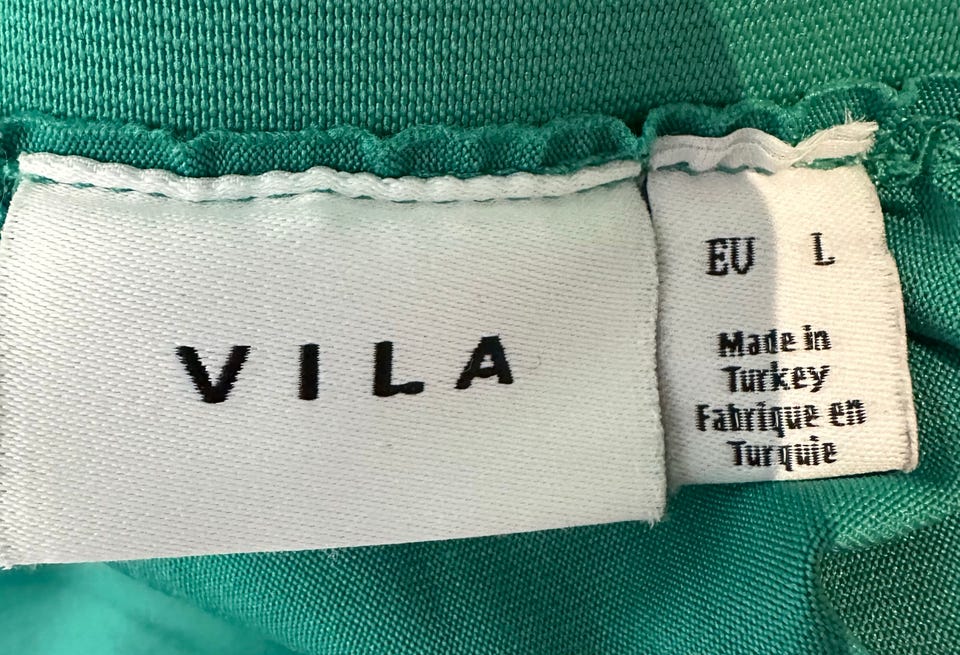 VILA
EU L
Made in
Turkey
Fabrique en
Turquie